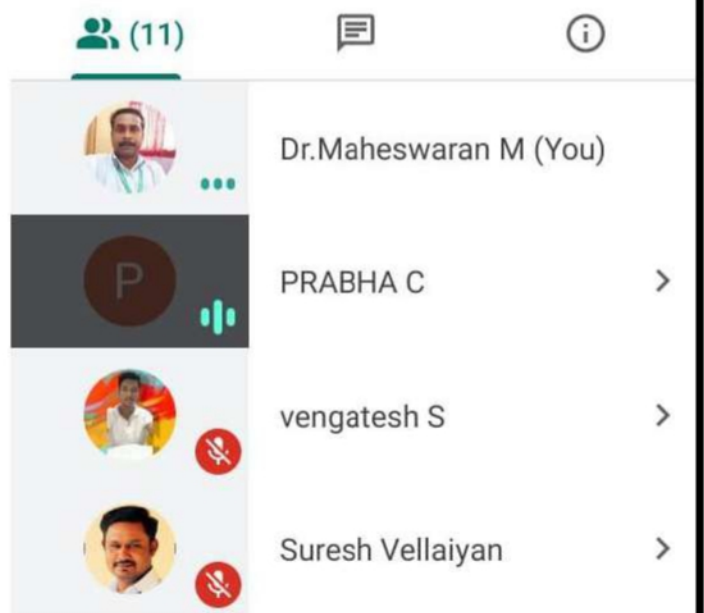 (11)
Dr.Maheswaran M (You)
P
PRABHA C
vengatesh S
Suresh Vellaiyan